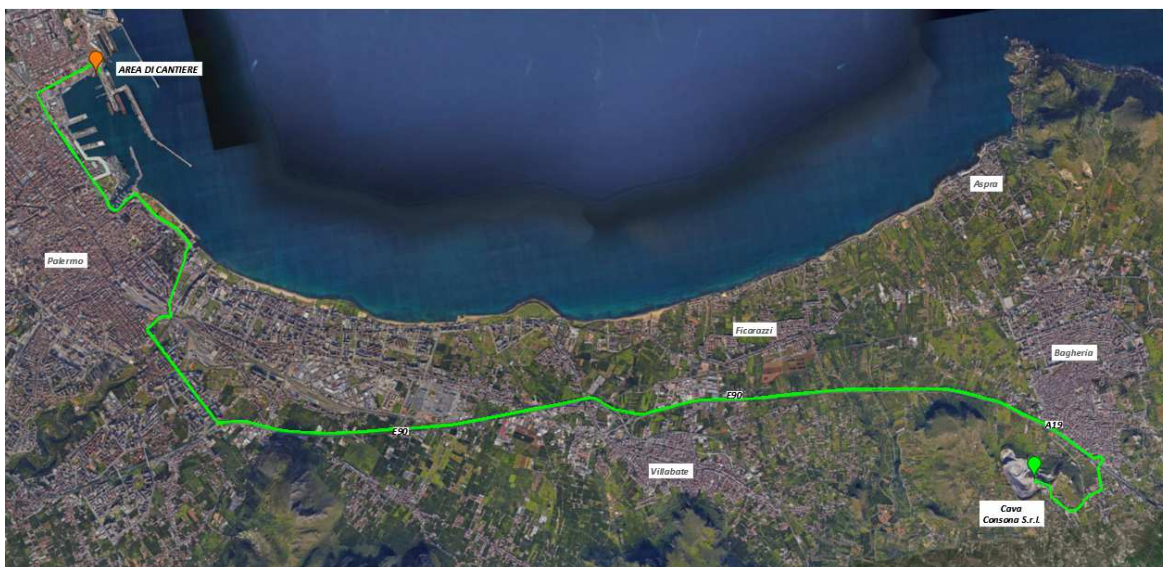 AREA DI CANTIERE
Aspra
Palermo
Ficarazzi
Bagheria
E90
E90
A19
Villabate
Cava
Consona S.r.l.